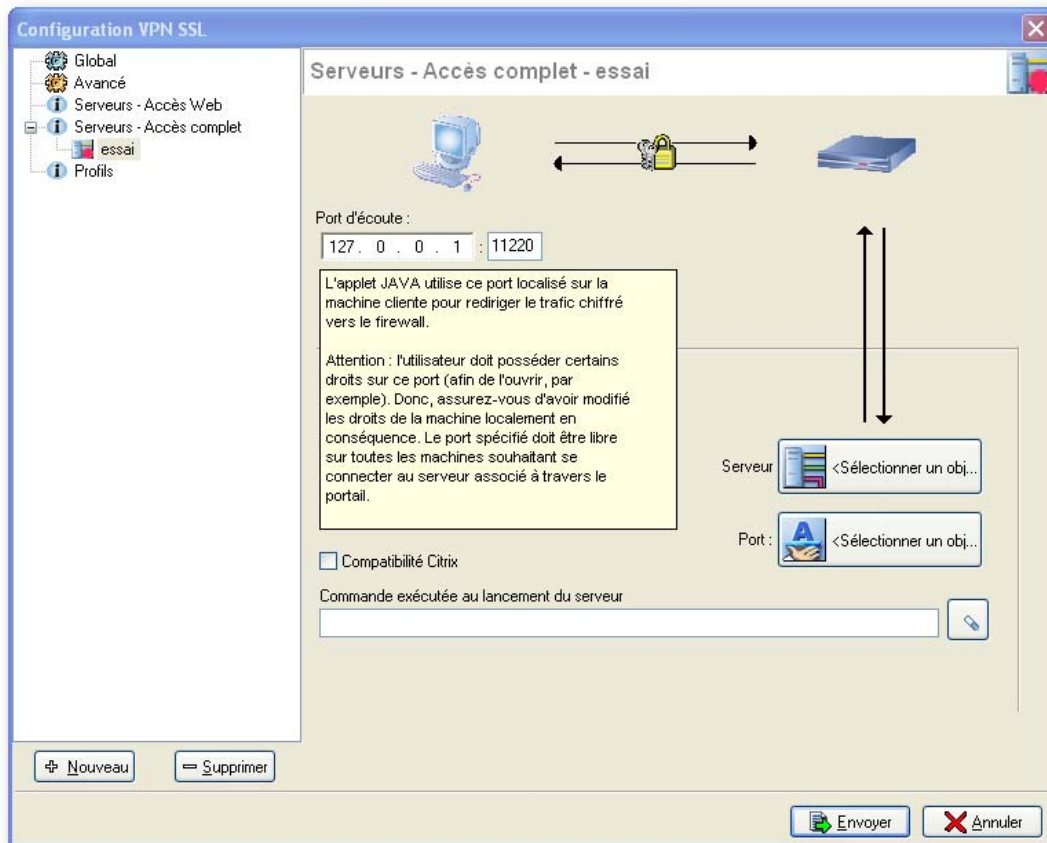 Configuration VPN SSL
Global
Avancé
Serveurs - Accès Web
Serveurs - Accès complet
essai
Profils
Serveurs - Accès complet - essai
Port d'écoute :
127 . 0 . 0 . 1 : 11220
L'applet JAVA utilise ce port localisé sur la
machine cliente pour rediriger le trafic chiffré
vers le firewall.
Attention : l'utilisateur doit posséder certains
droits sur ce port (afin de l'ouvrir, par
exemple). Donc, assurez-vous d'avoir modifié
les droits de la machine localement en
conséquence. Le port spécifié doit être libre
sur toutes les machines souhaitant se
connecter au serveur associé à travers le
portail.
Serveur
<Sélectionner un obj...
Port :
<Sélectionner un obj...
Compatibilité Citrix
Commande exécutée au lancement du serveur
Nouveau
Supprimer
Envoyer
Annuler